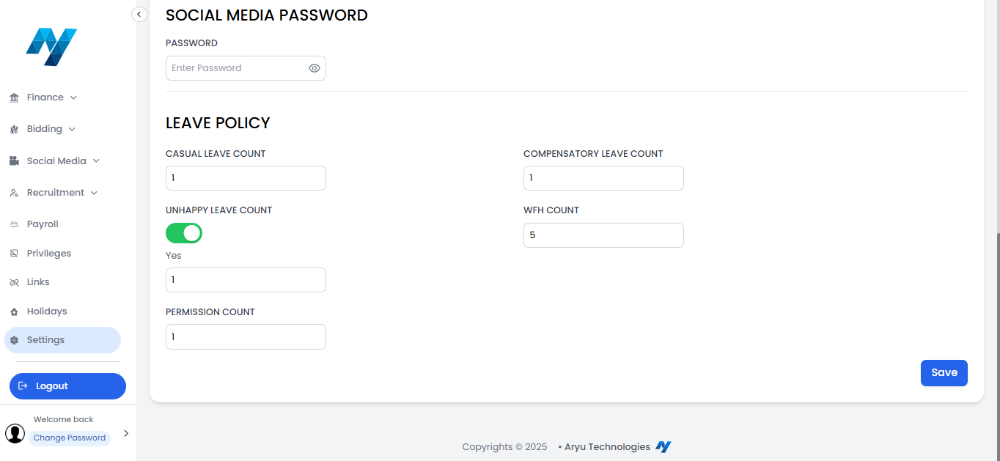 SOCIAL MEDIA PASSWORD
PASSWORD
Enter Password
Finance
Bidding
Social Media
Recruitment
Payroll
Privileges
Links
Holidays
Settings
Logout
Welcome back
Change Password
LEAVE POLICY
CASUAL LEAVE COUNT
1
COMPENSATORY LEAVE COUNT
1
UNHAPPY LEAVE COUNT
Yes
1
WFH COUNT
5
PERMISSION COUNT
1
Save
Copyrights © 2025 • Aryu Technologies